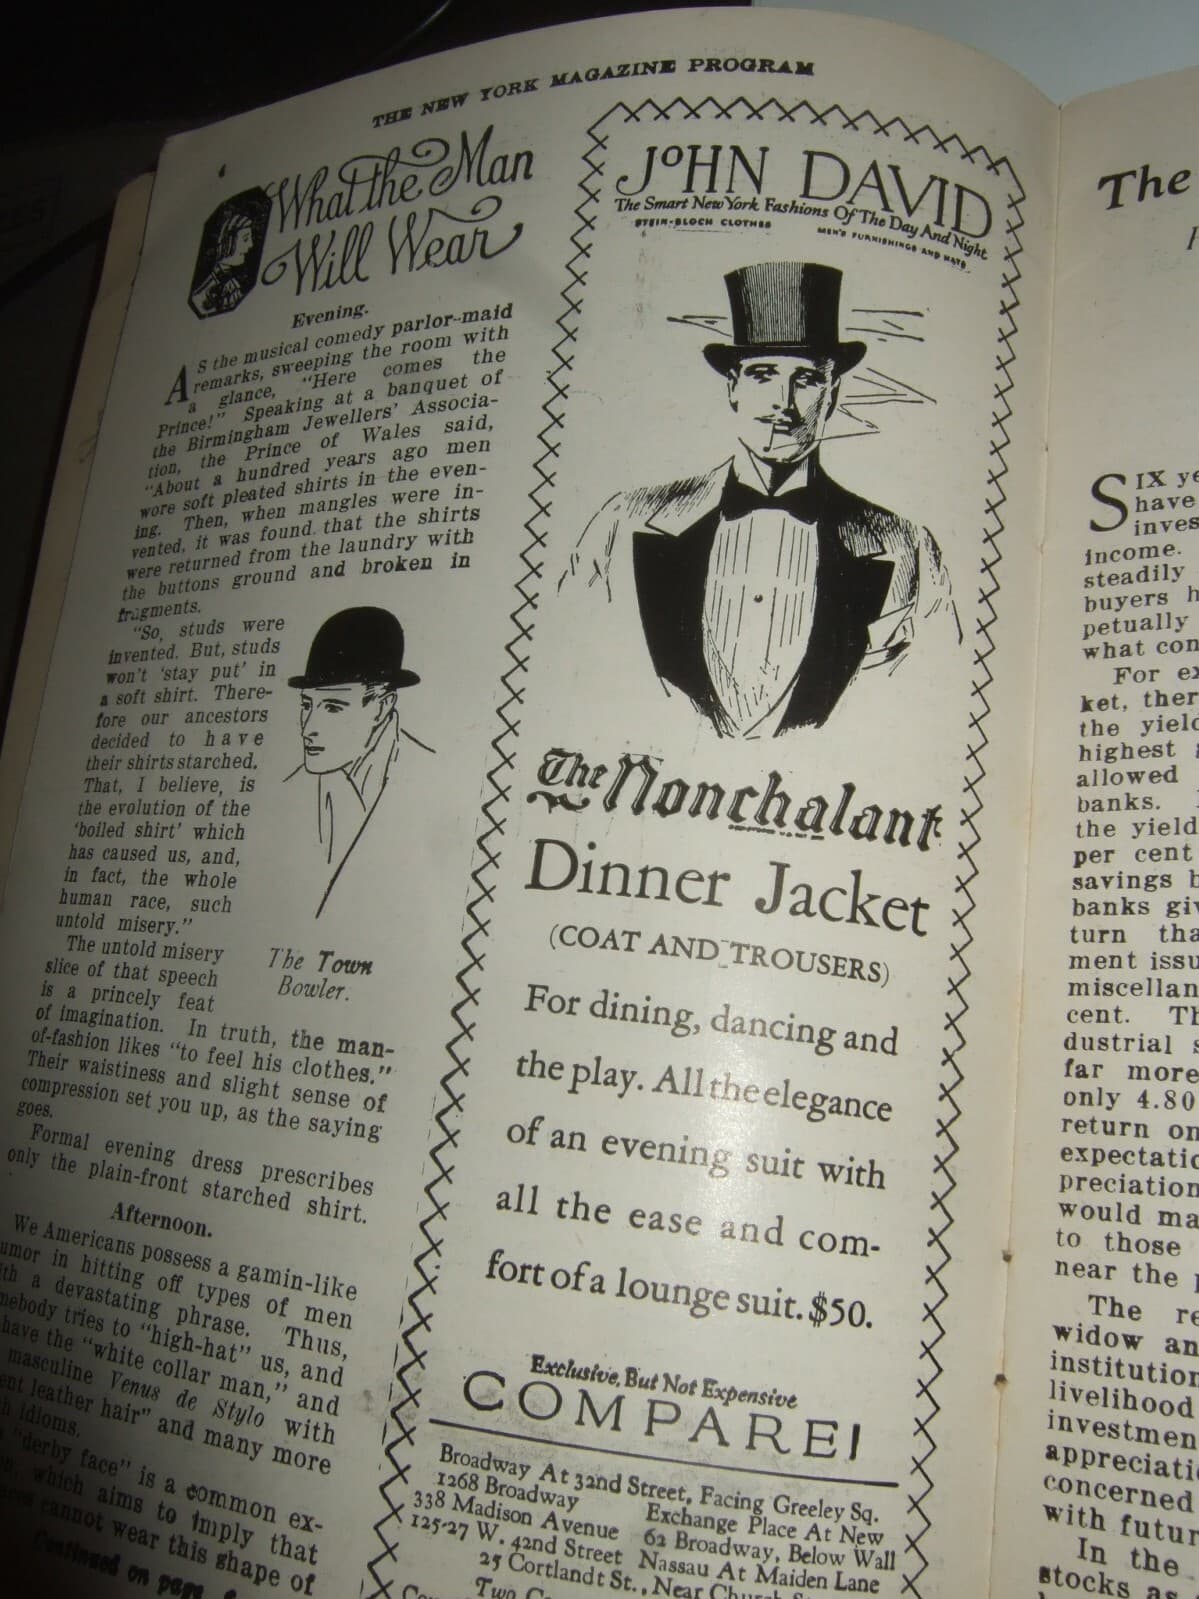 THE NEW YORK MAGAZINE PROGRAM
What the Man
Will Wear
Evening.
AS the musical comedy parlor-maid
remarks, sweeping the room with
a glance, "Here comes the
Prince!" Speaking at a banquet of
the Birmingham Jewellers' Associa-
tion, the Prince of Wales said,
"About a hundred years ago men
wore soft pleated shirts in the even-
ing. Then, when mangles were in-
vented, it was found that the shirts
were returned from the laundry with
the buttons ground and broken in
fragments.
"So, studs were
invented. But, studs
won't 'stay put' in
a soft shirt. There-
fore our ancestors
decided to have
their shirts starched.
That, I believe, is
the evolution of the
'boiled shirt' which
has caused us, and,
in fact, the whole
human race, such
untold misery."
The untold misery
slice of that speech
is a princely feat
of imagination. In truth, the man-
of-fashion likes "to feel his clothes."
Their waistiness and slight sense of
compression set you up, as the saying
goes.
Formal evening dress prescribes
only the plain-front starched shirt.
The Town
Bowler.
Afternoon.
We Americans possess a gamin-like
umor in hitting off types of men
th a devastating phrase. Thus,
mebody tries to "high-hat" us, and
have the "white collar man," and
masculine Venus de Stylo with
ent leather hair" and many more
h idioms.
"derby face" is a common ex-
n, which aims to imply that
aces cannot wear this shape of
Continued on page
JOHN DAVID
The Smart New York Fashions Of The Day And Night
STEIN-BLOCH CLOTHES
MEN'S FURNISHINGS AND HATS
The Nonchalant
Dinner Jacket
(COAT AND TROUSERS)
For dining, dancing and
the play. All the elegance
of an evening suit with
all the ease and com-
fort of a lounge suit. $50.
Exclusive, But Not Expensive
COMPARE!
Broadway At 32nd Street, Facing Greeley Sq.
1268 Broadway Exchange Place At New
338 Madison Avenue 62 Broadway, Below Wall
125-27 W. 42nd Street Nassau At Maiden Lane
25 Cortlandt St., Near Church
Two
The
SIX ye
have
inves
income.
steadily
buyers h
petually
what con
For ex
ket, ther
the yield
highest
allowed
banks.
the yield
per cent
savings b
banks giv
turn tha
ment issu
miscellan
cent. Th
dustrial s
far more
only 4.80
return on
expectatio
preciation
would ma
to those
near the p
The re
widow an
institution
livelihood
investmen
appreciati
concerned
with futur
In the
stocks as